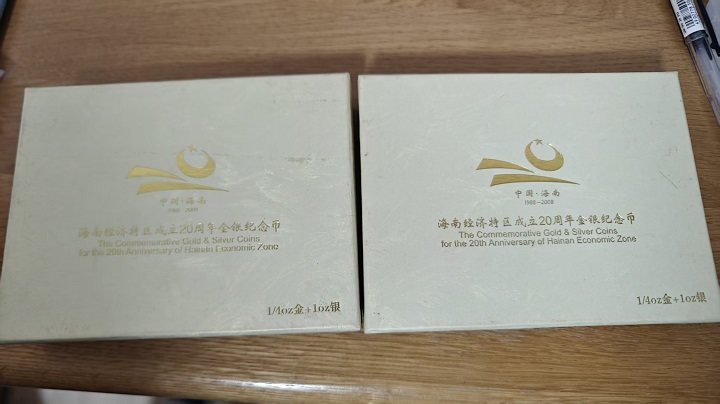 中国·海南
1988-2008
海南经济特区成立20周年金银纪念币
The Commemorative Gold & Silver Coins
for the 20th Anniversary of Hainan Economic Zone
1/4oz金+1oz银
中国·海南
1988-2008
海南经济特区成立20周年金银纪念币
The Commemorative Gold & Silver Coins
for the 20th Anniversary of Hainan Economic Zone
1/4oz金+1oz银